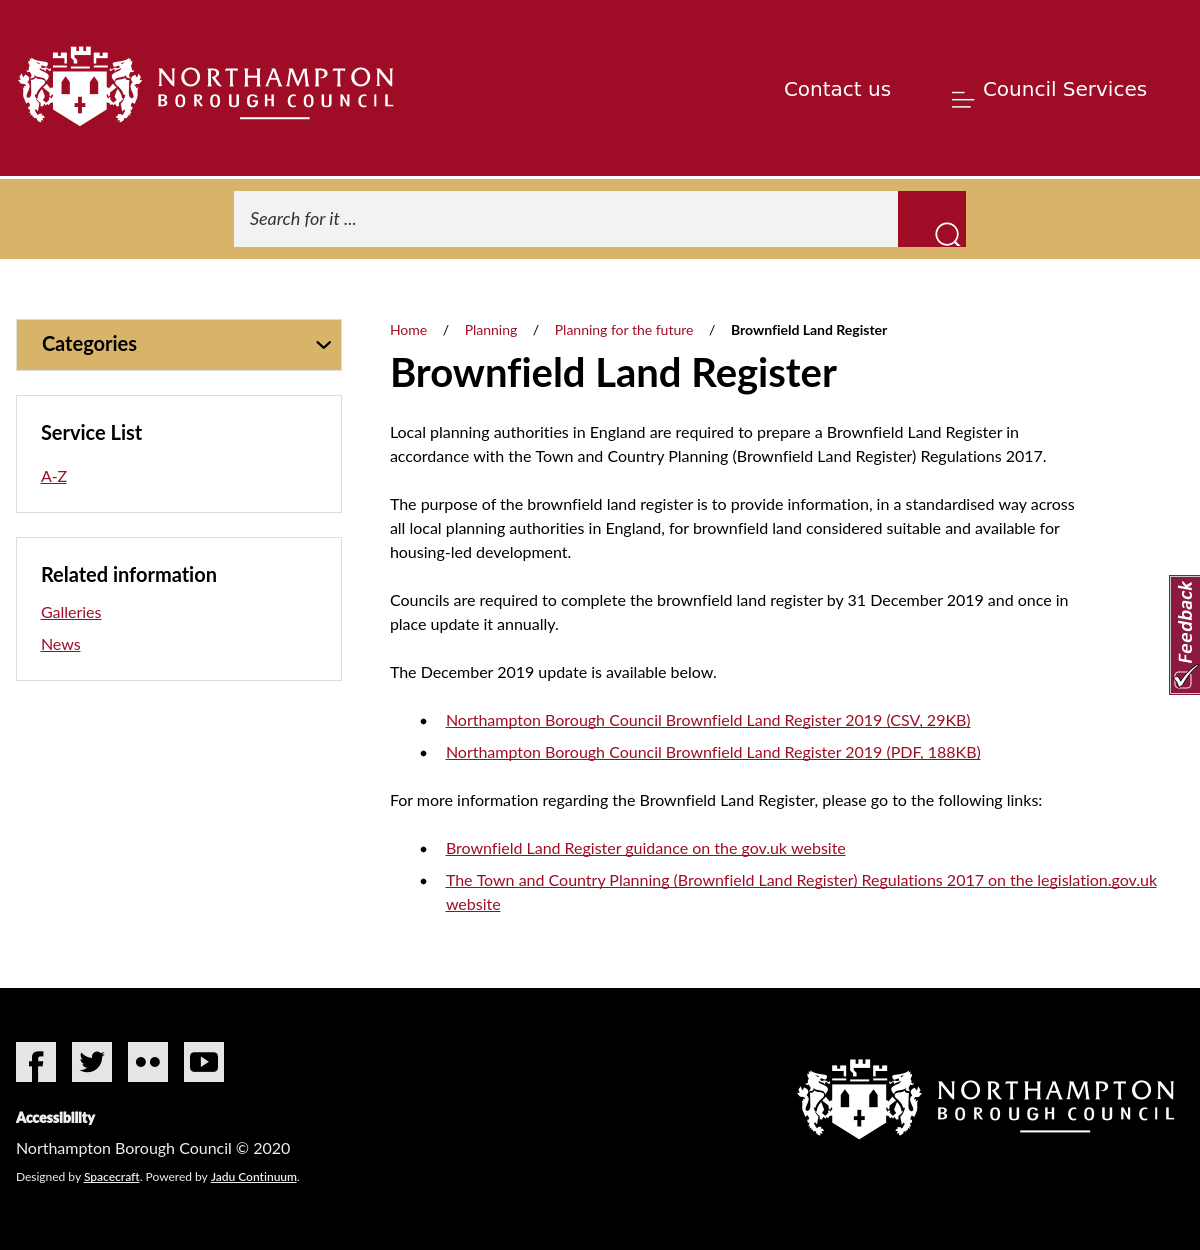 NORTHAMPTON
BOROUGH COUNCIL
Contact us
Council Services
Search for it ...
Categories
Service List
A-Z
Related information
Galleries
News
Home / Planning / Planning for the future / Brownfield Land Register
Brownfield Land Register
Local planning authorities in England are required to prepare a Brownfield Land Register in
accordance with the Town and Country Planning (Brownfield Land Register) Regulations 2017.
The purpose of the brownfield land register is to provide information, in a standardised way across
all local planning authorities in England, for brownfield land considered suitable and available for
housing-led development.
Councils are required to complete the brownfield land register by 31 December 2019 and once in
place update it annually.
The December 2019 update is available below.
• Northampton Borough Council Brownfield Land Register 2019 (CSV, 29KB)
• Northampton Borough Council Brownfield Land Register 2019 (PDF, 188KB)
For more information regarding the Brownfield Land Register, please go to the following links:
• Brownfield Land Register guidance on the gov.uk website
• The Town and Country Planning (Brownfield Land Register) Regulations 2017 on the legislation.gov.uk
website
Feedback
Accessibility
Northampton Borough Council © 2020
Designed by Spacecraft. Powered by Jadu Continuum.
NORTHAMPTON
BOROUGH COUNCIL